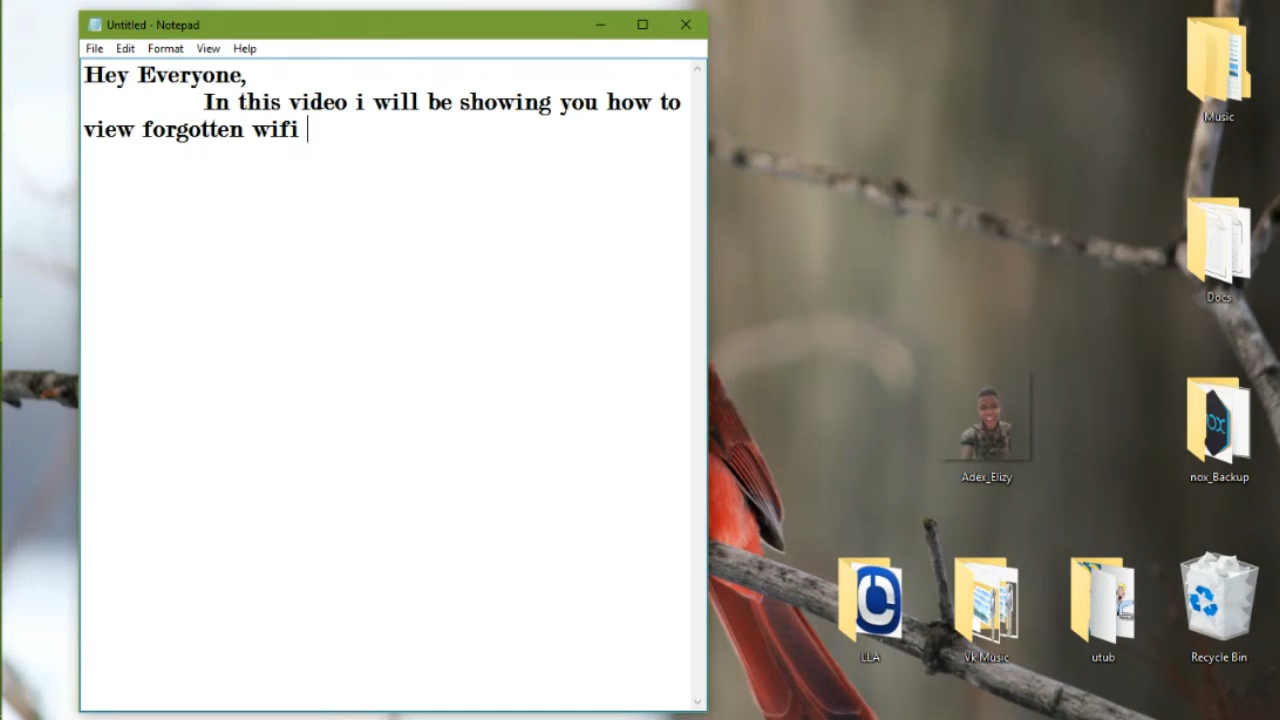 Untitled - Notepad
File Edit Format View Help
Hey Everyone,
In this video i will be showing you how to
view forgotten wifi
Music
Docs
nox_Backup
Adex_Elizy
LLA
Vk Music
utub
Recycle Bin